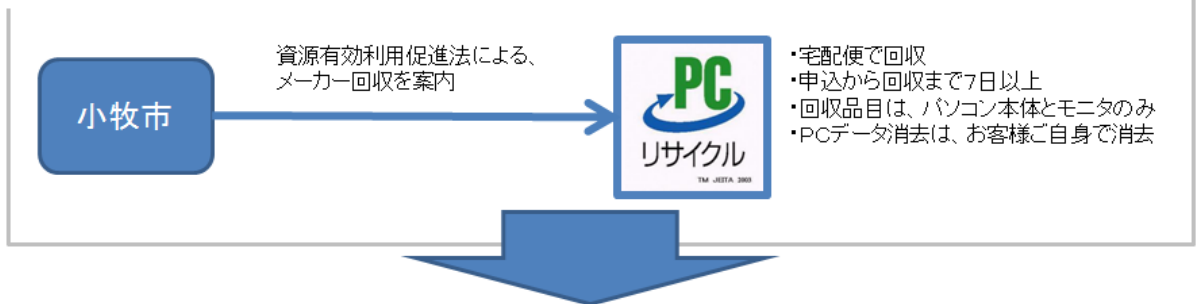 小牧市
資源有効利用促進法による、
メーカー回収を案内
PC
リサイクル
TM JEITA 2003
・宅配便で回収
・申込から回収まで7日以上
・回収品目は、パソコン本体とモニタのみ
・PCデータ消去は、お客様ご自身で消去